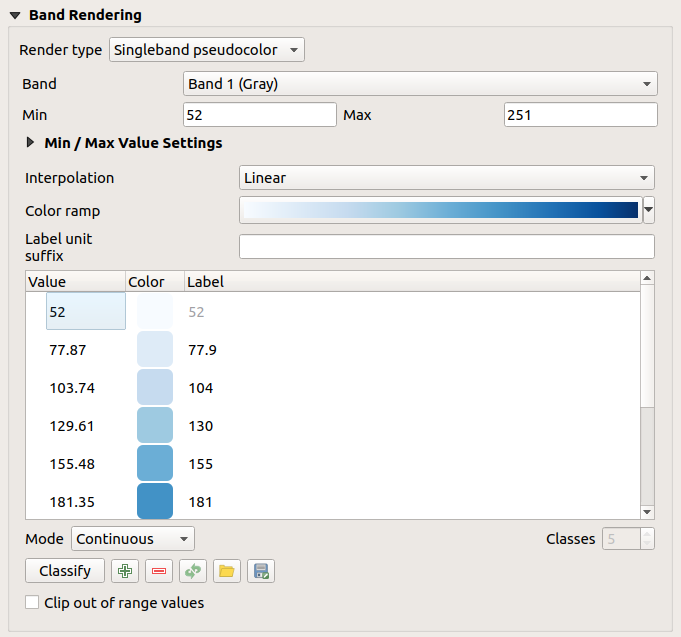 Band Rendering
Render type Singleband pseudocolor
Band Band 1 (Gray)
Min 52 Max 251
Min / Max Value Settings
Interpolation Linear
Color ramp
Label unit
suffix
Value Color Label
52 52
77.87 77.9
103.74 104
129.61 130
155.48 155
181.35 181
Mode Continuous Classes 5
Classify
Clip out of range values